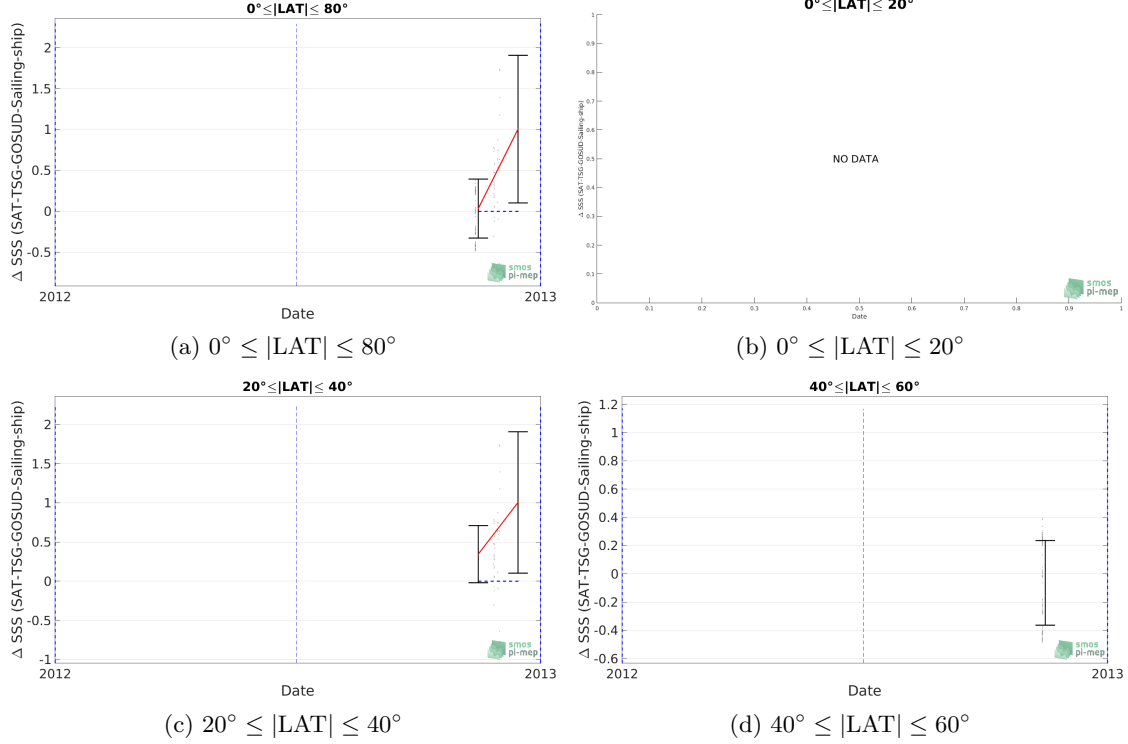 0°≤|LAT|≤ 80°
Δ SSS (SAT-TSG-GOSUD-Sailing-ship)
2
1.5
1
0.5
0
-0.5
2012
2013
Date
smos
pi-mep
(a) 0° ≤ |LAT| ≤ 80°
0°≤|LAT|≤ 20°
Δ SSS (SAT-TSG-GOSUD-Sailing-ship)
1
0.9
0.8
0.7
0.6
0.5
0.4
0.3
0.2
0.1
0
NO DATA
0 0.1 0.2 0.3 0.4 0.5 0.6 0.7 0.8 0.9 1
Date
smos
pi-mep
(b) 0° ≤ |LAT| ≤ 20°
20°≤|LAT|≤ 40°
Δ SSS (SAT-TSG-GOSUD-Sailing-ship)
2
1.5
1
0.5
0
-0.5
-1
2012
2013
Date
smos
pi-mep
(c) 20° ≤ |LAT| ≤ 40°
40°≤|LAT|≤ 60°
Δ SSS (SAT-TSG-GOSUD-Sailing-ship)
1.2
1
0.8
0.6
0.4
0.2
0
-0.2
-0.4
-0.6
2012
2013
Date
smos
pi-mep
(d) 40° ≤ |LAT| ≤ 60°